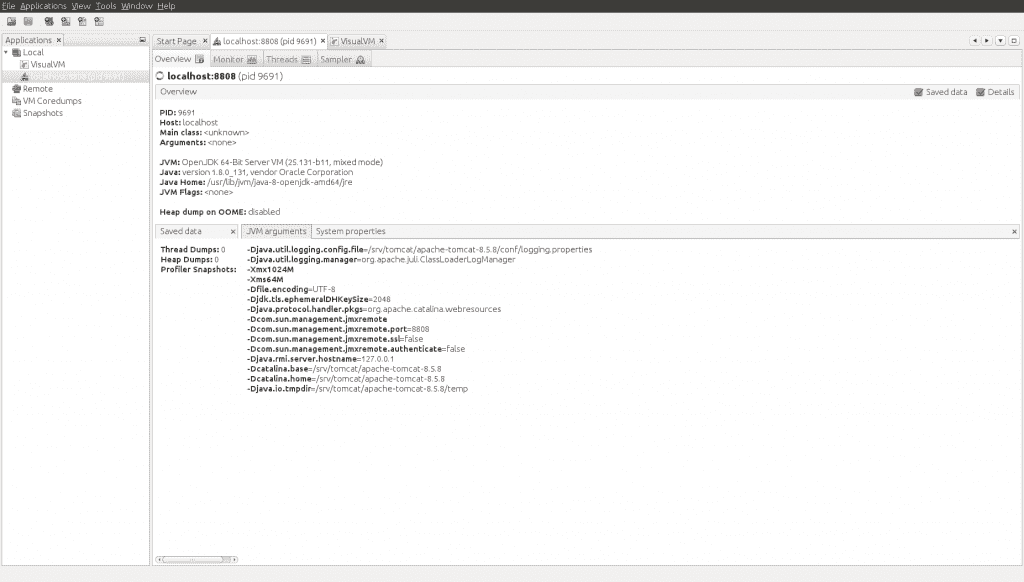 File Applications View Tools Window Help
Applications
Local
VisualVM
localhost:8808 (pid 9691)
Remote
VM Coredumps
Snapshots
Start Page localhost:8808 (pid 9691) VisualVM
Overview Monitor Threads Sampler
localhost:8808 (pid 9691)
Overview Saved data Details
PID: 9691
Host: localhost
Main class: <unknown>
Arguments: <none>
JVM: OpenJDK 64-Bit Server VM (25.131-b11, mixed mode)
Java: version 1.8.0_131, vendor Oracle Corporation
Java Home: /usr/lib/jvm/java-8-openjdk-amd64/jre
JVM Flags: <none>
Heap dump on OOME: disabled
Saved data JVM arguments System properties
Thread Dumps: 0
Heap Dumps: 0
Profiler Snapshots:
-Djava.util.logging.config.file=/srv/tomcat/apache-tomcat-8.5.8/conf/logging.properties
-Djava.util.logging.manager=org.apache.juli.ClassLoaderLogManager
-Xmx1024M
-Xms64M
-Dfile.encoding=UTF-8
-Djdk.tls.ephemeralDHKeySize=2048
-Djava.protocol.handler.pkgs=org.apache.catalina.webresources
-Dcom.sun.management.jmxremote
-Dcom.sun.management.jmxremote.port=8808
-Dcom.sun.management.jmxremote.ssl=false
-Dcom.sun.management.jmxremote.authenticate=false
-Djava.rmi.server.hostname=127.0.0.1
-Dcatalina.base=/srv/tomcat/apache-tomcat-8.5.8
-Dcatalina.home=/srv/tomcat/apache-tomcat-8.5.8
-Djava.io.tmpdir=/srv/tomcat/apache-tomcat-8.5.8/temp